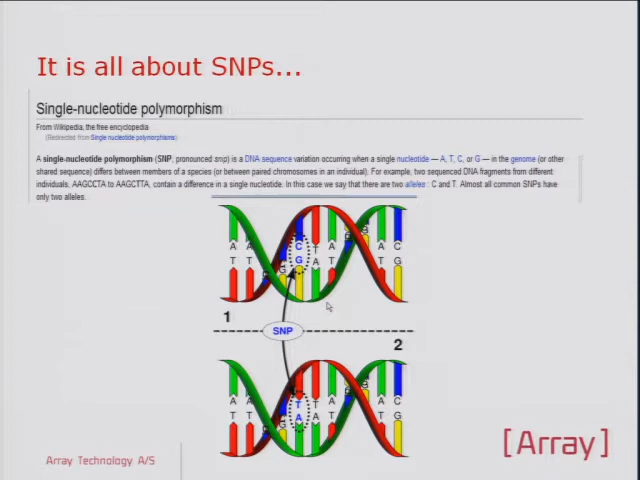 It is all about SNPs...
Single-nucleotide polymorphism
From Wikipedia, the free encyclopedia
(Redirected from Single nucleotide polymorphisms)
A single-nucleotide polymorphism (SNP, pronounced snip) is a DNA sequence variation occurring when a single nucleotide — A, T, C, or G — in the genome (or other
shared sequence) differs between members of a species (or between paired chromosomes in an individual). For example, two sequenced DNA fragments from different
individuals, AAGCCTA to AAGCTTA, contain a difference in a single nucleotide. In this case we say that there are two alleles : C and T. Almost all common SNPs have
only two alleles.
A A C T A A C
T T G A T T G
1
SNP
2
A A T T A A C
T T A A T T G
Array Technology A/S
[Array]